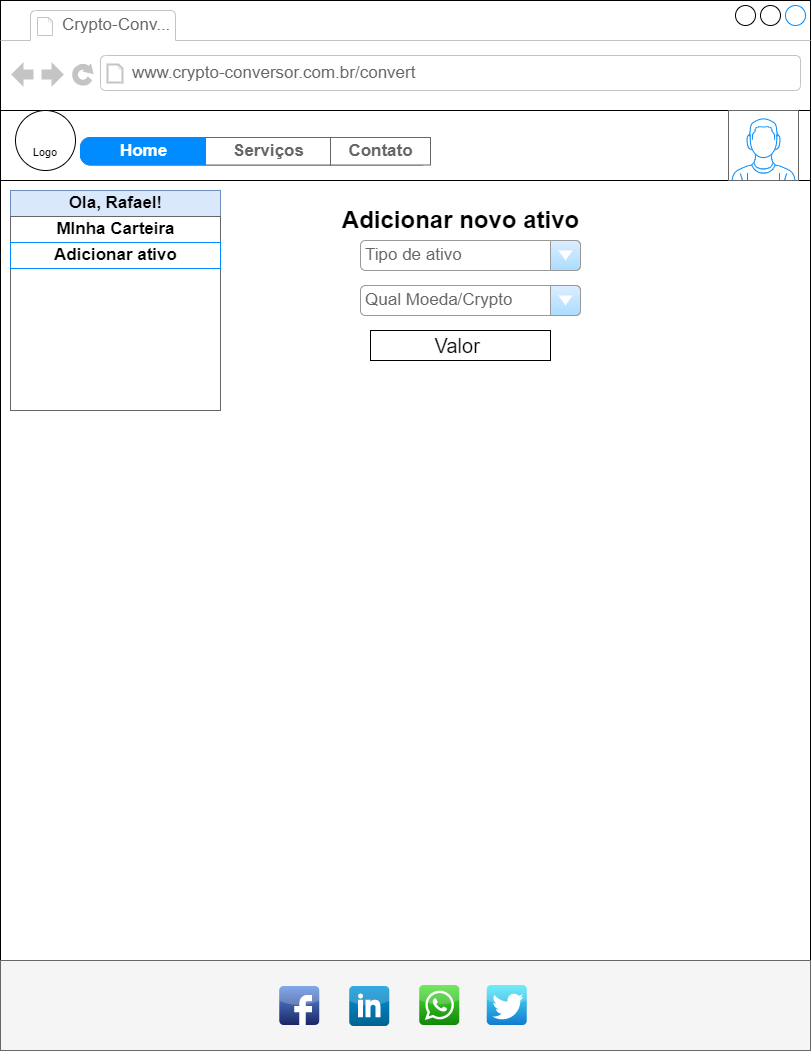 Crypto-Conv...
www.crypto-conversor.com.br/convert
Logo
Home
Serviços
Contato
Ola, Rafael!
MInha Carteira
Adicionar ativo
Adicionar novo ativo
Tipo de ativo
Qual Moeda/Crypto
Valor
f
in